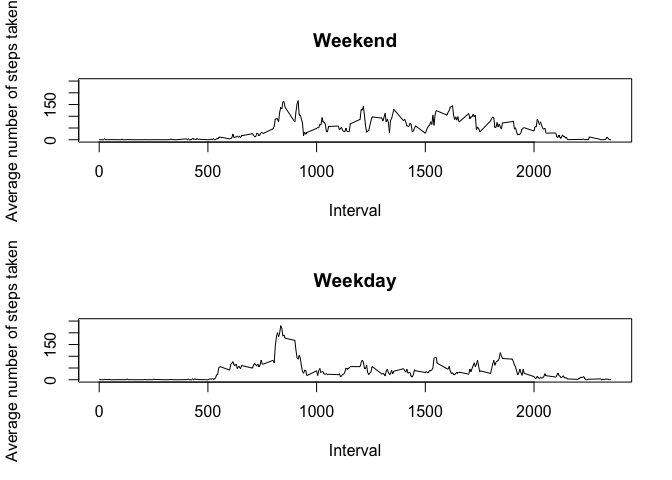 Weekend
Average number of steps taken
150
0
0 500 1000 1500 2000
Interval
Weekday
Average number of steps taken
150
0
0 500 1000 1500 2000
Interval